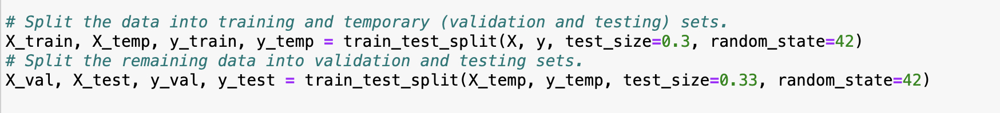 # Split the data into training and temporary (validation and testing) sets.
X_train, X_temp, y_train, y_temp = train_test_split(X, y, test_size=0.3, random_state=42)
# Split the remaining data into validation and testing sets.
X_val, X_test, y_val, y_test = train_test_split(X_temp, y_temp, test_size=0.33, random_state=42)